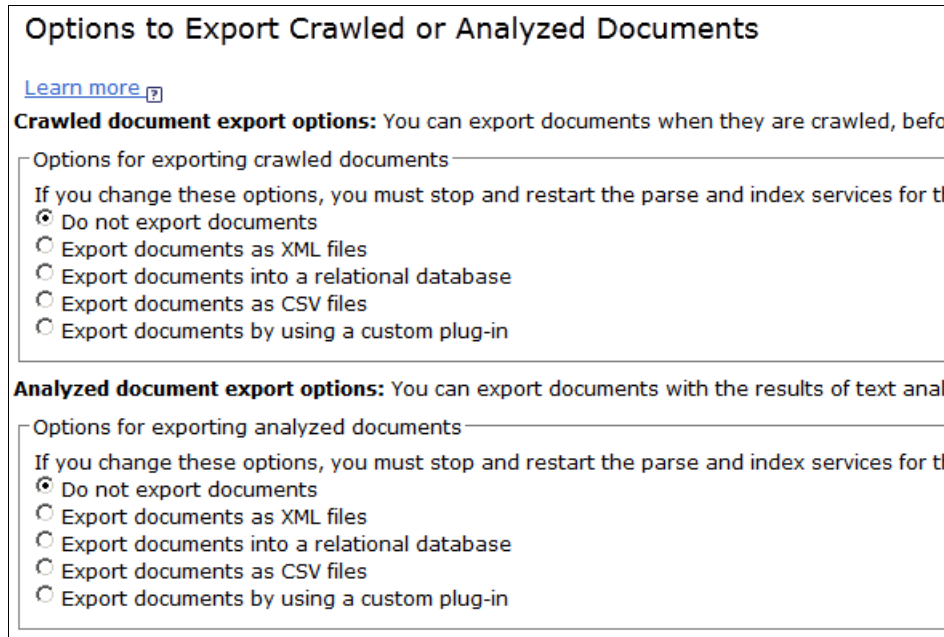 Options to Export Crawled or Analyzed Documents
Learn more ?
Crawled document export options: You can export documents when they are crawled, befo
Options for exporting crawled documents
If you change these options, you must stop and restart the parse and index services for th
Do not export documents
Export documents as XML files
Export documents into a relational database
Export documents as CSV files
Export documents by using a custom plug-in
Analyzed document export options: You can export documents with the results of text anal
Options for exporting analyzed documents
If you change these options, you must stop and restart the parse and index services for th
Do not export documents
Export documents as XML files
Export documents into a relational database
Export documents as CSV files
Export documents by using a custom plug-in